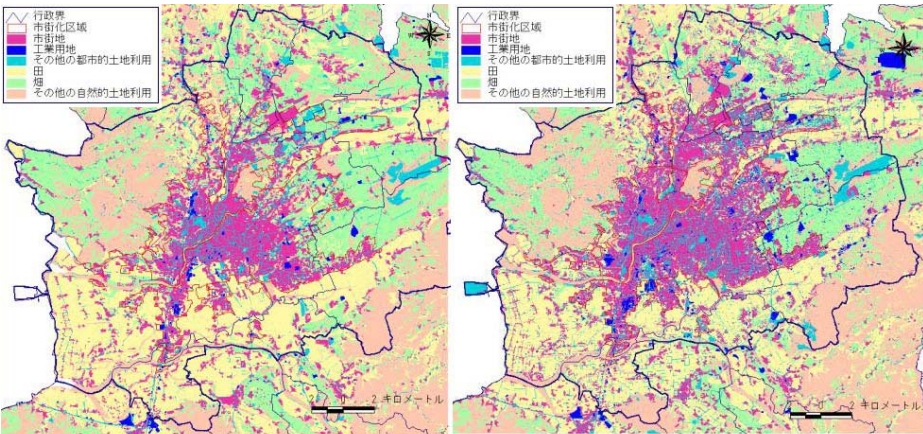 行政界
市街化区域
市街地
工業用地
その他の都市的土地利用
田
畑
その他の自然的土地利用
2 キロメートル
行政界
市街化区域
市街地
工業用地
その他の都市的土地利用
田
畑
その他の自然的土地利用
2 キロメートル